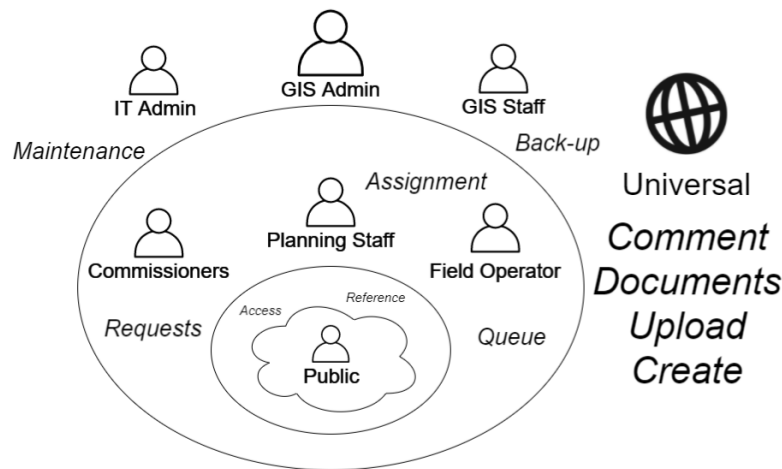 GIS Admin
IT Admin
GIS Staff
Maintenance
Back-up
Assignment
Universal
Planning Staff
Commissioners
Field Operator
Comment
Documents
Upload
Create
Access
Reference
Requests
Queue
Public